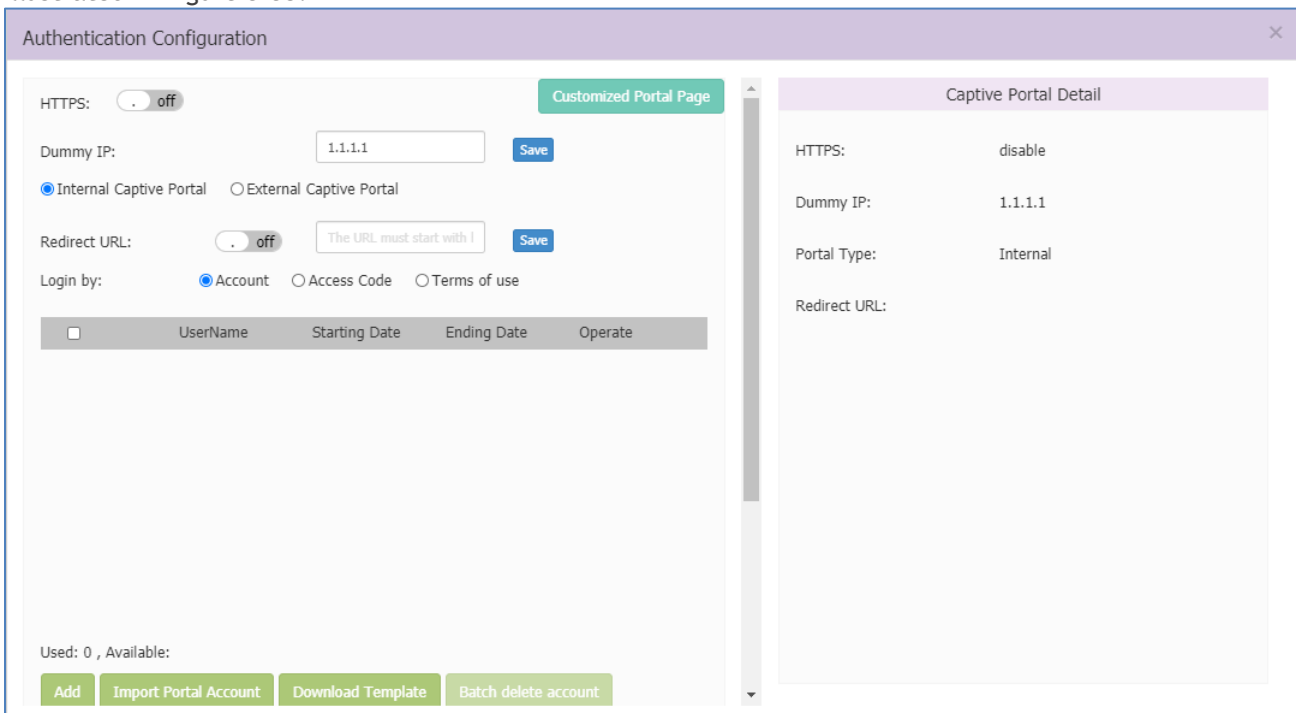 Authentication Configuration ×
HTTPS: . off Customized Portal Page
Dummy IP: 1.1.1.1 Save
Internal Captive Portal External Captive Portal
Redirect URL: . off The URL must start with Save
Login by: Account Access Code Terms of use
UserName Starting Date Ending Date Operate
Used: 0 , Available:
Add Import Portal Account Download Template Batch delete account
Captive Portal Detail
HTTPS: disable
Dummy IP: 1.1.1.1
Portal Type: Internal
Redirect URL: